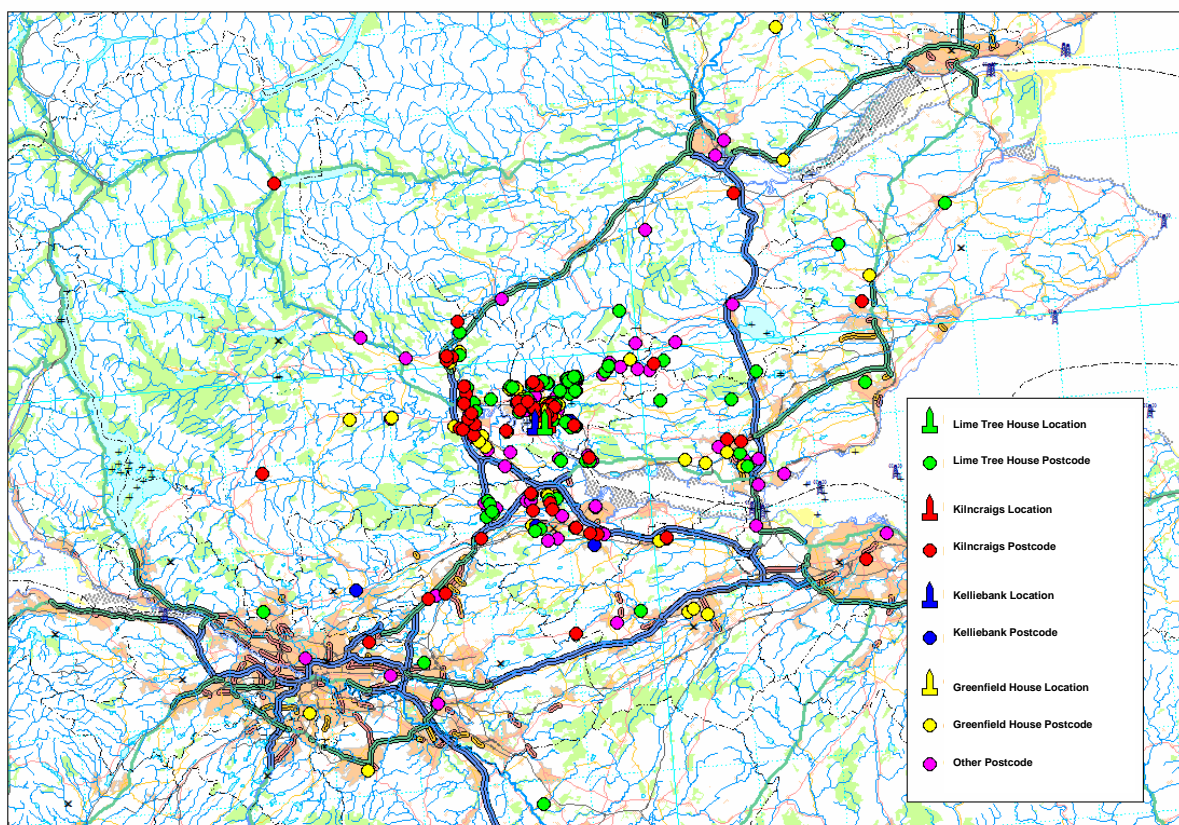 Lime Tree House Location
Lime Tree House Postcode
Kilncraigs Location
Kilncraigs Postcode
Kelliebank Location
Kelliebank Postcode
Greenfield House Location
Greenfield House Postcode
Other Postcode